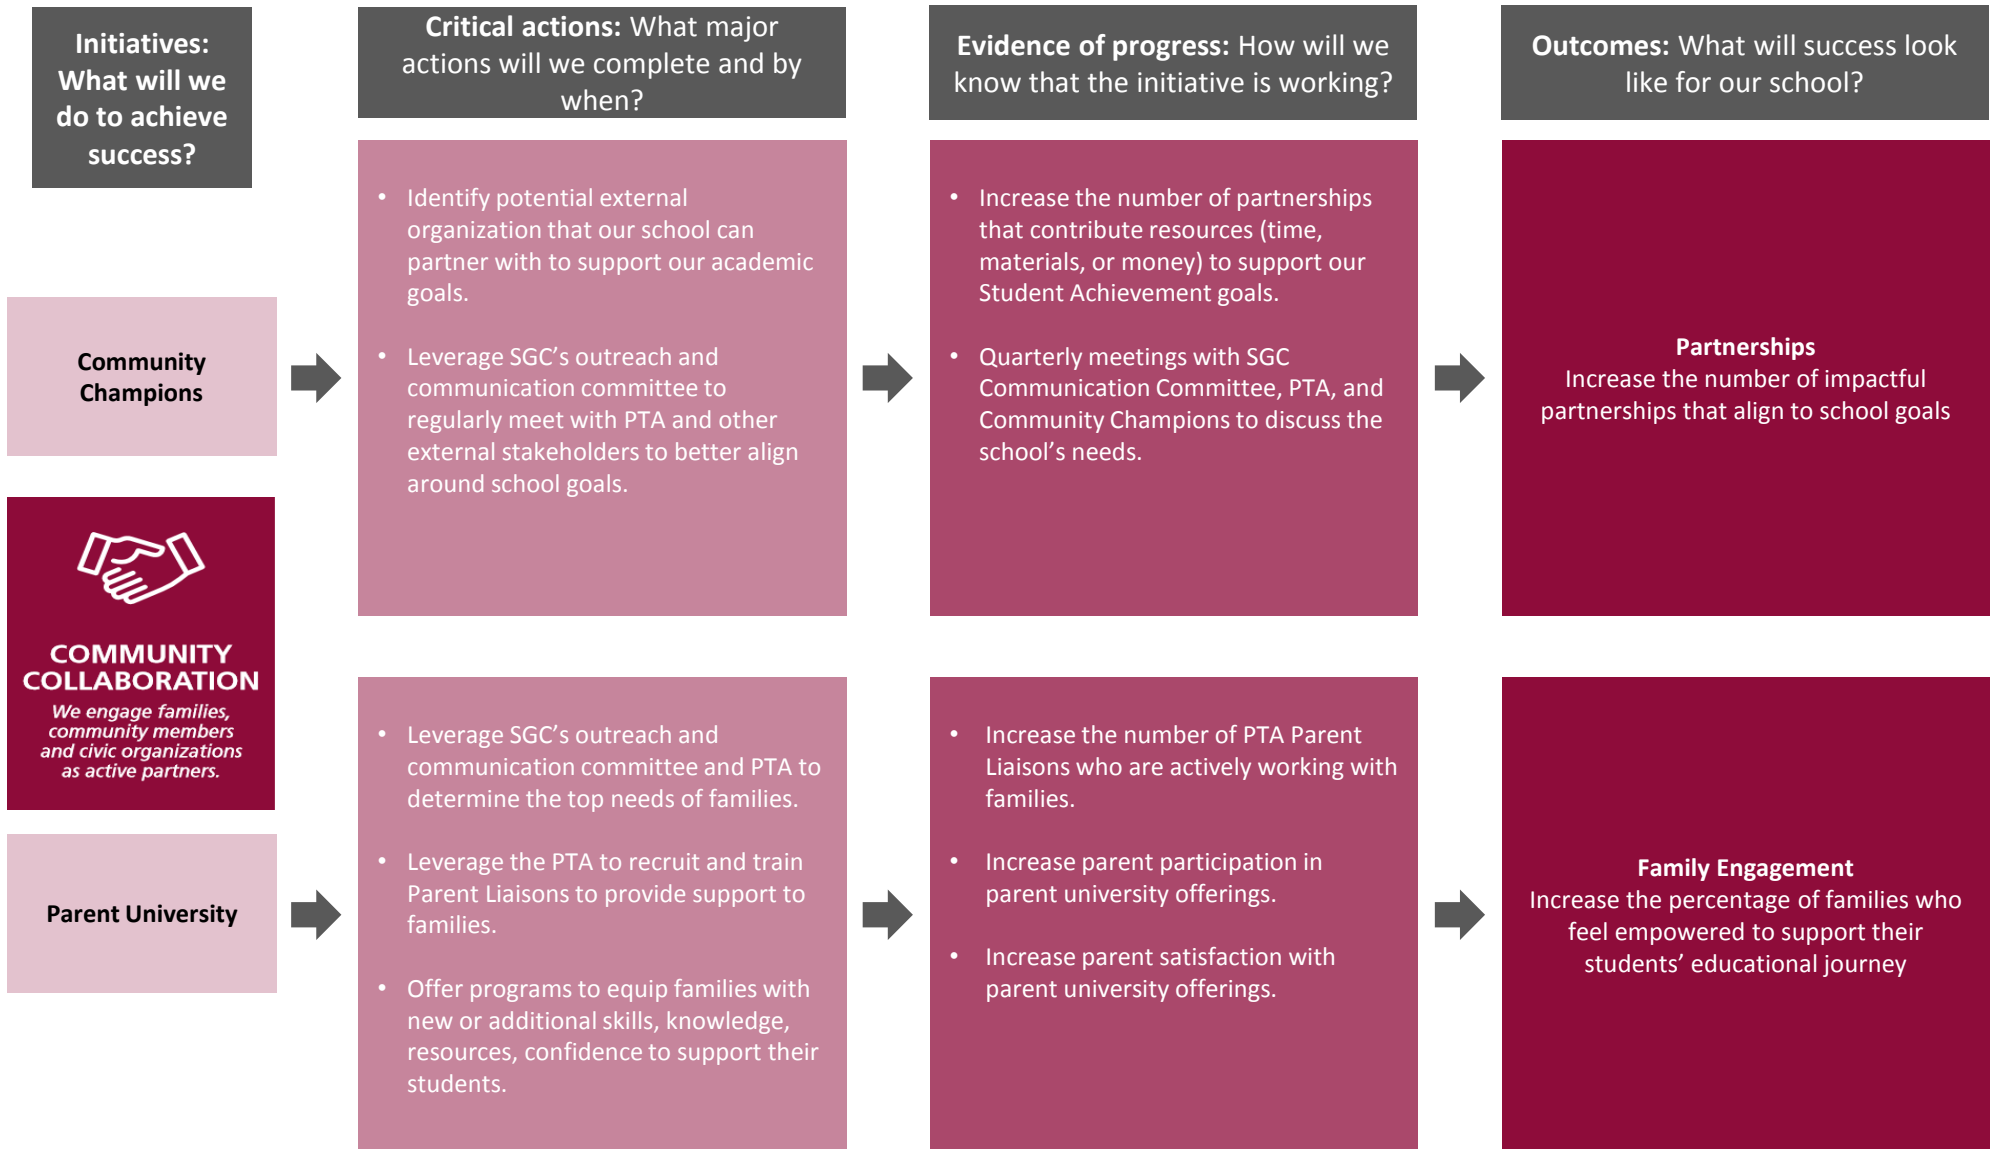 Initiatives:
What will we
do to achieve
success?
Critical actions: What major
actions will we complete and by
when?
Evidence of progress: How will we
know that the initiative is working?
Outcomes: What will success look
like for our school?
Community
Champions
• Identify potential external
organization that our school can
partner with to support our academic
goals.
• Leverage SGC’s outreach and
communication committee to
regularly meet with PTA and other
external stakeholders to better align
around school goals.
• Increase the number of partnerships
that contribute resources (time,
materials, or money) to support our
Student Achievement goals.
• Quarterly meetings with SGC
Communication Committee, PTA, and
Community Champions to discuss the
school’s needs.
Partnerships
Increase the number of impactful
partnerships that align to school goals
COMMUNITY
COLLABORATION
We engage families,
community members
and civic organizations
as active partners.
Parent University
• Leverage SGC’s outreach and
communication committee and PTA to
determine the top needs of families.
• Leverage the PTA to recruit and train
Parent Liaisons to provide support to
families.
• Offer programs to equip families with
new or additional skills, knowledge,
resources, confidence to support their
students.
• Increase the number of PTA Parent
Liaisons who are actively working with
families.
• Increase parent participation in
parent university offerings.
• Increase parent satisfaction with
parent university offerings.
Family Engagement
Increase the percentage of families who
feel empowered to support their
students’ educational journey